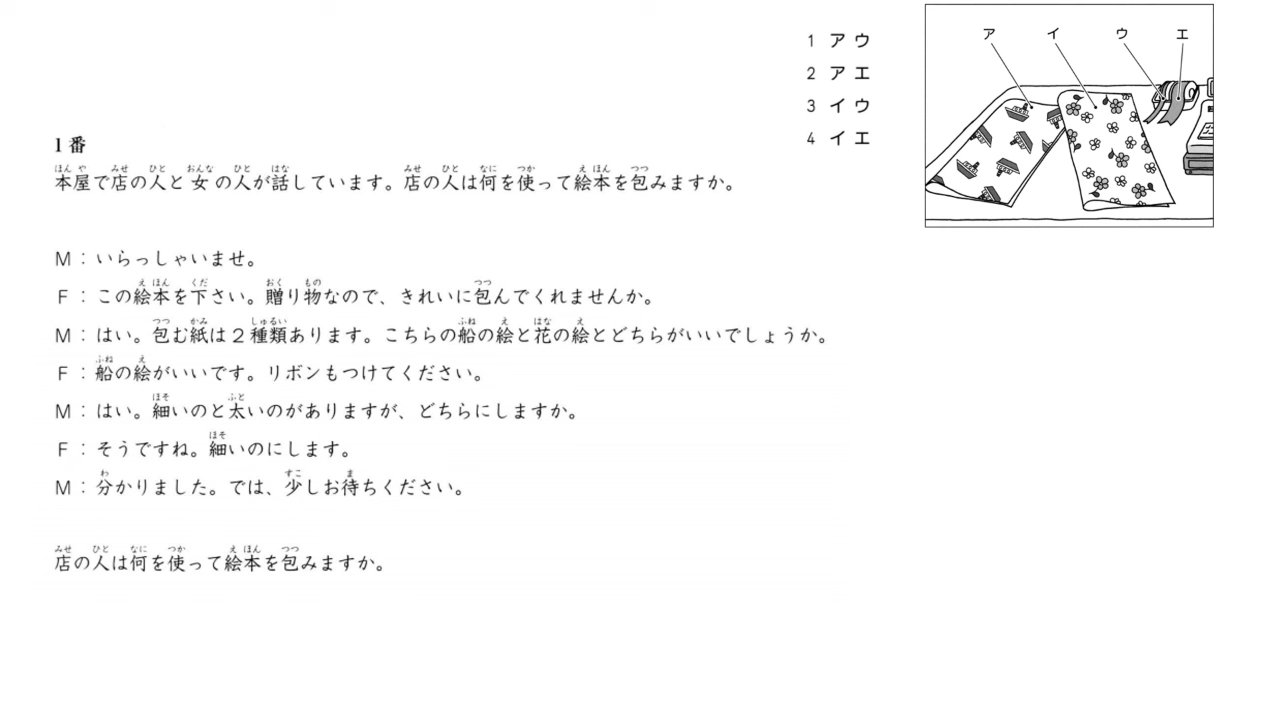 1番
本屋で店の人と女の人が話しています。店の人は何を使って絵本を包みますか。
M：いらっしゃいませ。
F：この絵本を下さい。贈り物なので、きれいに包んでくれませんか。
M：はい。包む紙は2種類あります。こちらの船の絵と花の絵とどちらがいいでしょうか。
F：船の絵がいいです。リボンもつけてください。
M：はい。細いのと太いのがありますが、どちらにしますか。
F：そうですね。細いのにします。
M：分かりました。では、少しお待ちください。
店の人は何を使って絵本を包みますか。
1 ア ウ
2 ア エ
3 イ ウ
4 イ エ
ア イ ウ エ